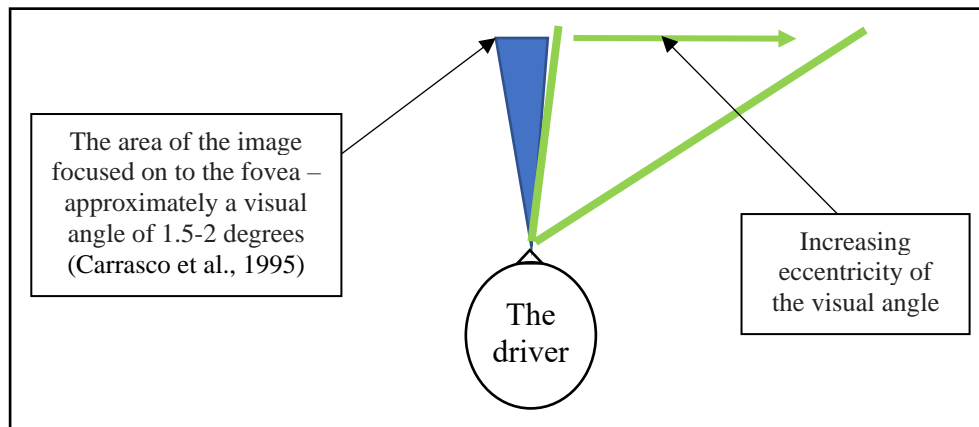 The area of the image
focused on to the fovea –
approximately a visual
angle of 1.5-2 degrees
(Carrasco et al., 1995)
Increasing
eccentricity of
the visual angle
The
driver